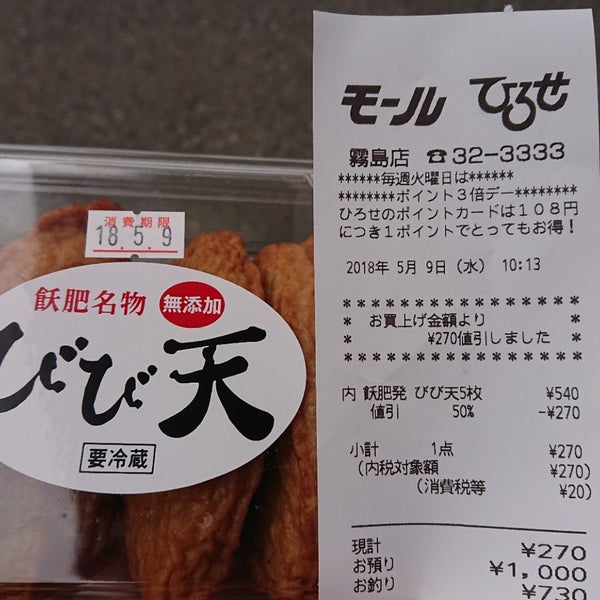 消費期限
18.5.9
飫肥名物
無添加
びび天
要冷蔵
モール ひろせ
霧島店 ☎32-3333
******毎週火曜日は******
********ポイント3倍デー********
ひろせのポイントカードは108円
につき1ポイントでとってもお得!
2018年 5月 9日(水) 10:13
* * * * * * * * * * * * * * * * * *
* お買上げ金額より *
* ¥270値引しました *
* * * * * * * * * * * * * * * * * *
内 飫肥発 びび天5枚 ¥540
値引 50% -¥270
小計 1点 ¥270
(内税対象額 ¥270)
(消費税等 ¥20)
現計 ¥270
お預り ¥1,000
お釣り ¥730